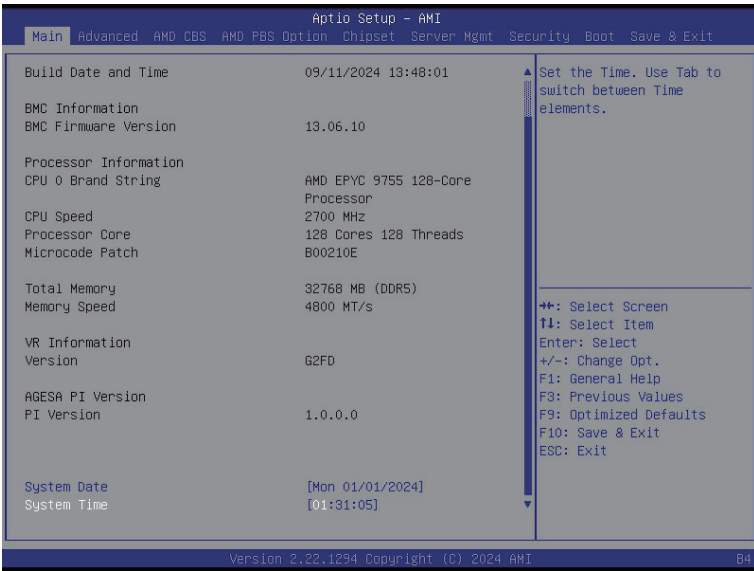 Aptio Setup – AMI
Main Advanced AMD CBS AMD PBS Option Chipset Server Mgmt Security Boot Save & Exit
Build Date and Time 09/11/2024 13:48:01
BMC Information
BMC Firmware Version 13.06.10
Processor Information
CPU 0 Brand String AMD EPYC 9755 128-Core
Processor
CPU Speed 2700 MHz
Processor Core 128 Cores 128 Threads
Microcode Patch B00210E
Total Memory 32768 MB (DDR5)
Memory Speed 4800 MT/s
VR Information
Version G2FD
AGESA PI Version
PI Version 1.0.0.0
System Date [Mon 01/01/2024]
System Time [01:31:05]
Set the Time. Use Tab to
switch between Time
elements.
→←: Select Screen
↑↓: Select Item
Enter: Select
+/-: Change Opt.
F1: General Help
F3: Previous Values
F9: Optimized Defaults
F10: Save & Exit
ESC: Exit
Version 2.22.1294 Copyright (C) 2024 AMI
B4